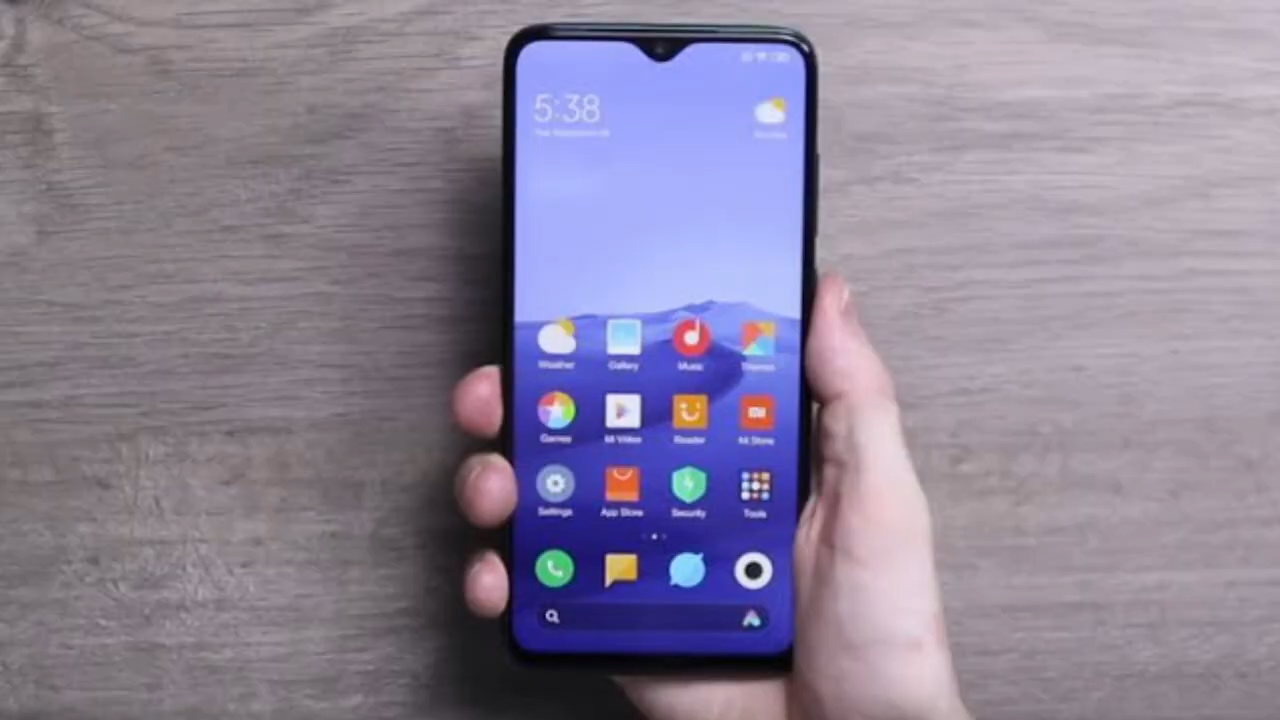 5:38
Weather Gallery Music Themes
Games Mi Video Reader Mi Store
Settings App Store Security Tools